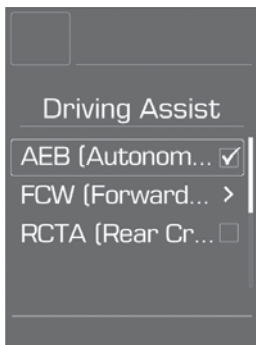 Driving Assist
AEB (Autonom...
FCW (Forward... >
RCTA (Rear Cr...